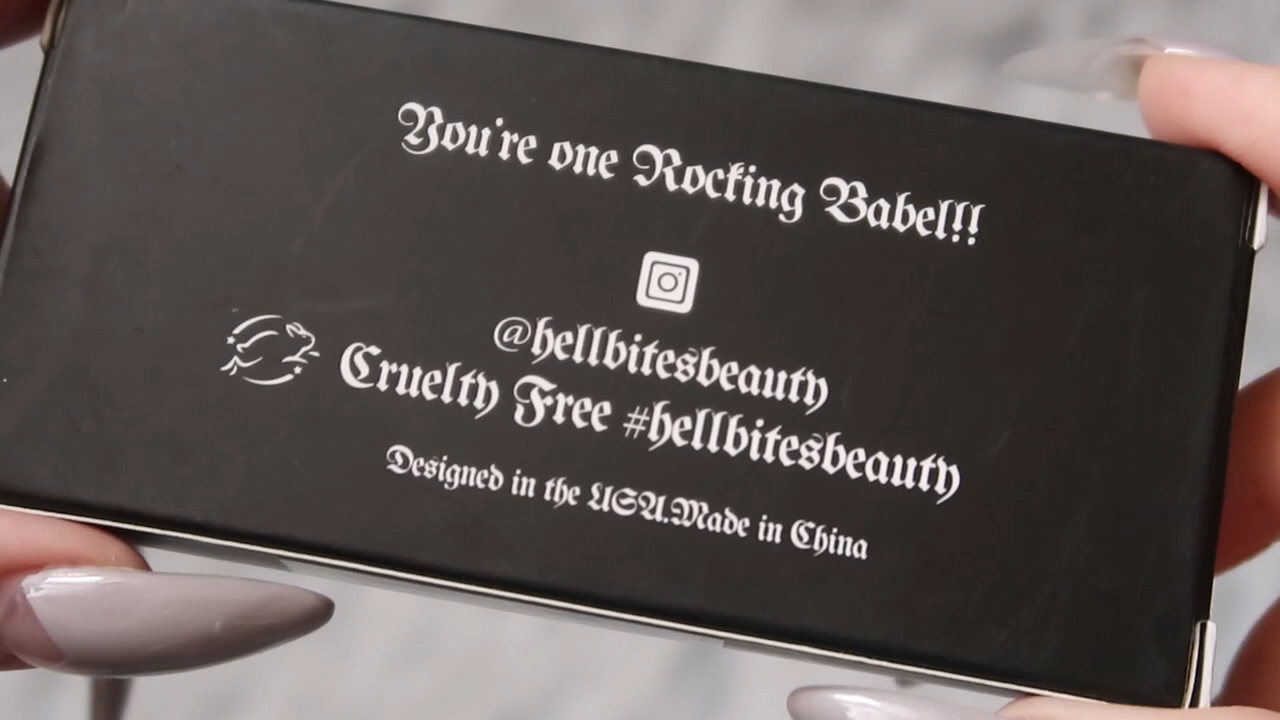 You're one Rocking Babe!!!
@hellbitesbeauty
Cruelty Free #hellbitesbeauty
Designed in the USA.Made in China